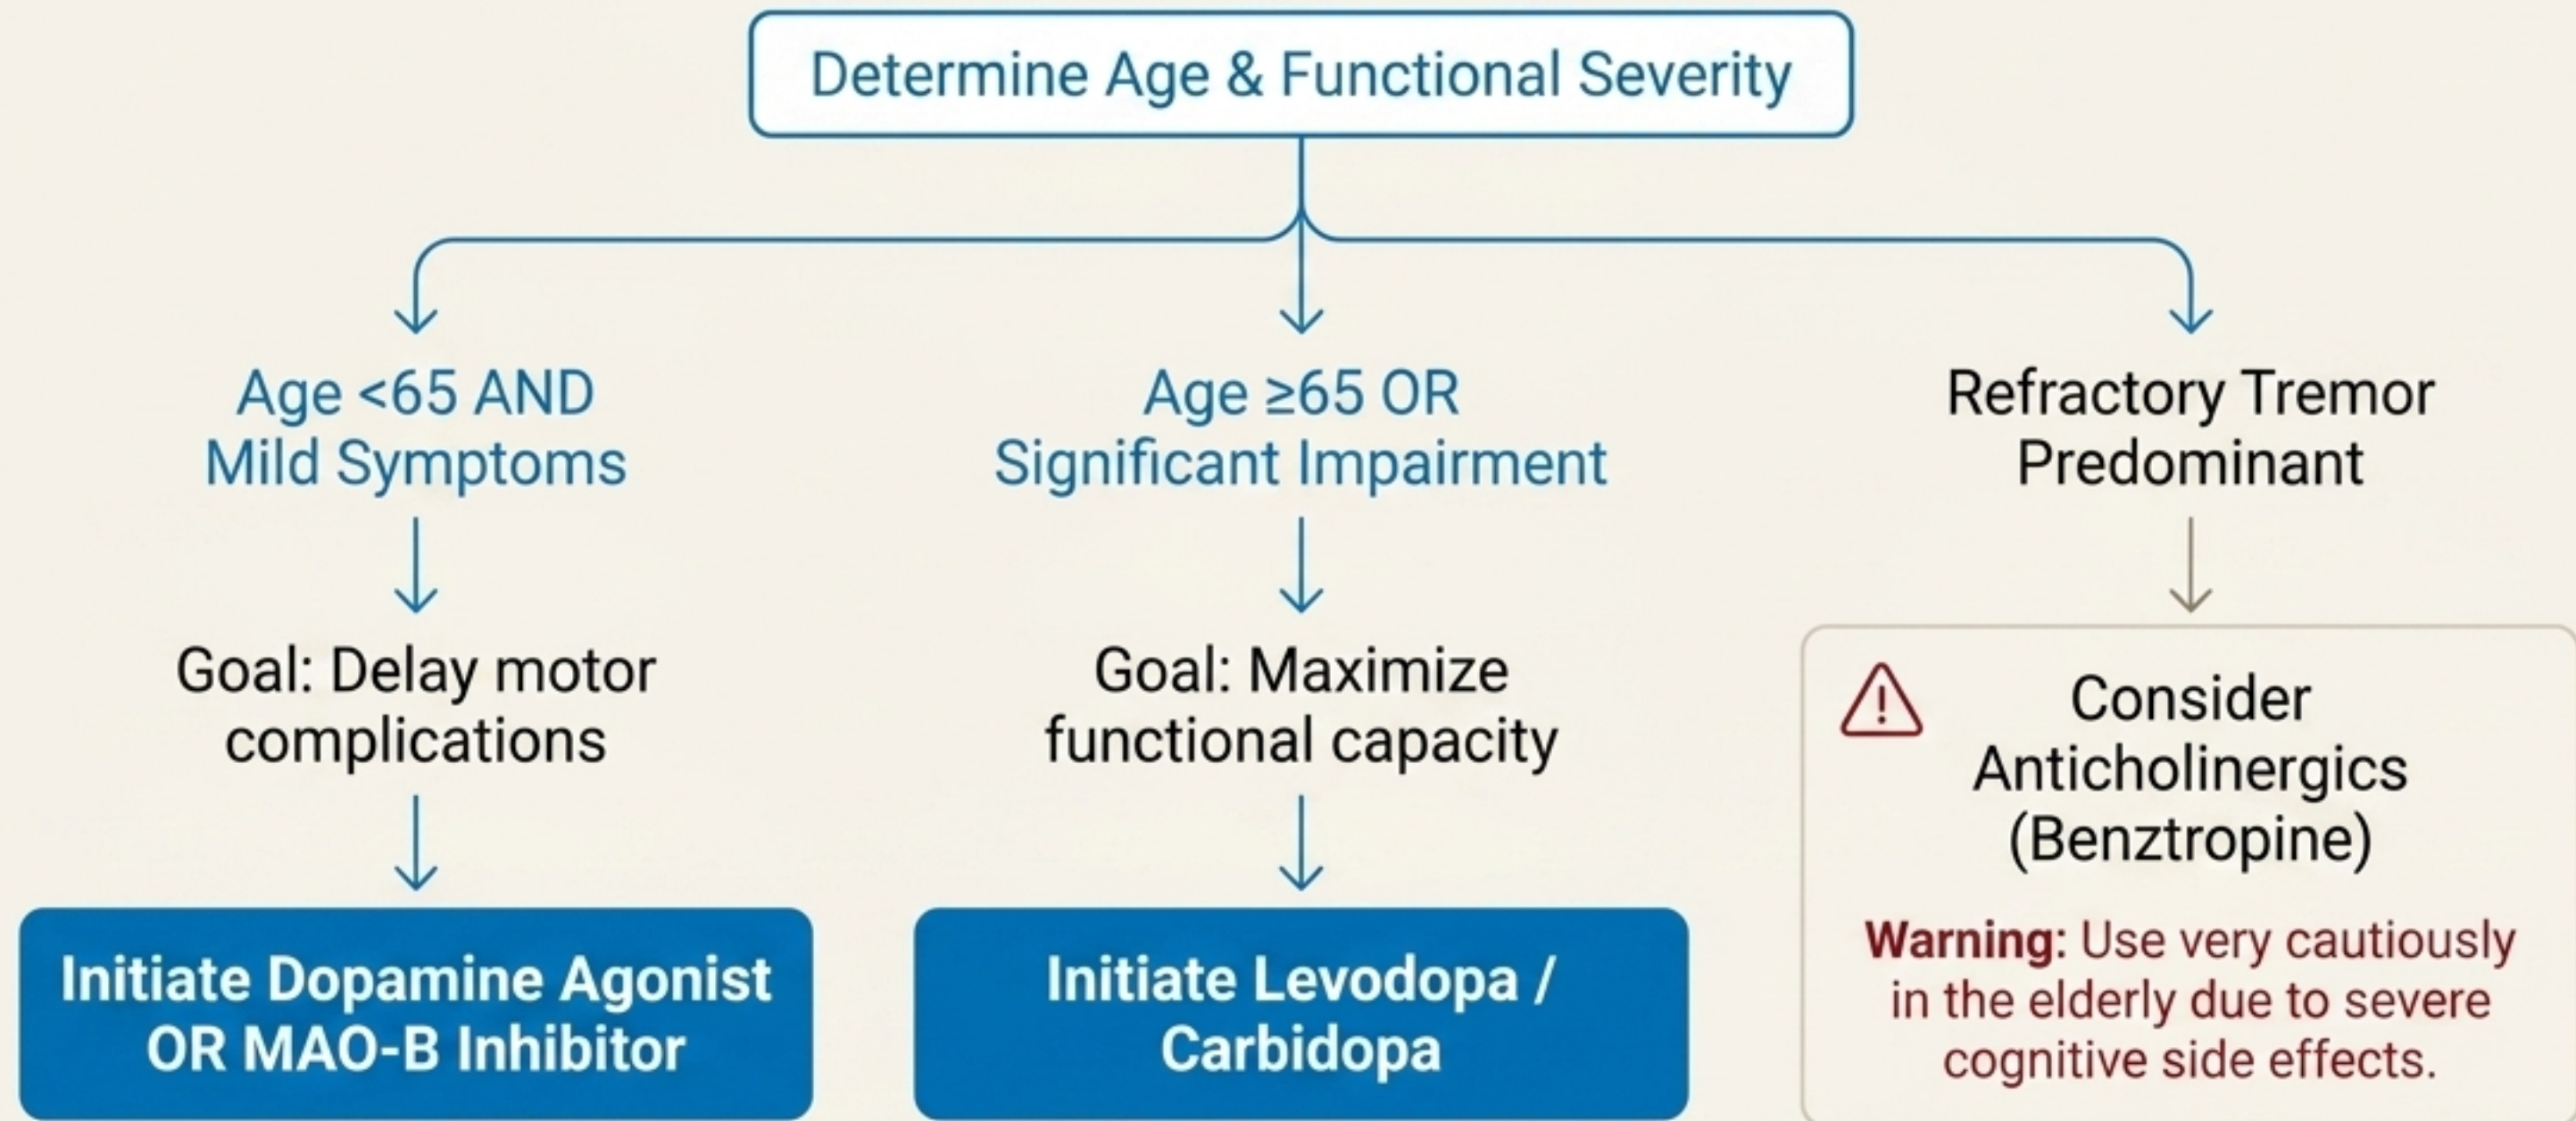 Determine Age & Functional Severity
Age <65 AND
Mild Symptoms
Goal: Delay motor
complications
Initiate Dopamine Agonist
OR MAO-B Inhibitor
Age ≥65 OR
Significant Impairment
Goal: Maximize
functional capacity
Initiate Levodopa /
Carbidopa
Refractory Tremor
Predominant
Consider
Anticholinergics
(Benztropine)
Warning: Use very cautiously
in the elderly due to severe
cognitive side effects.